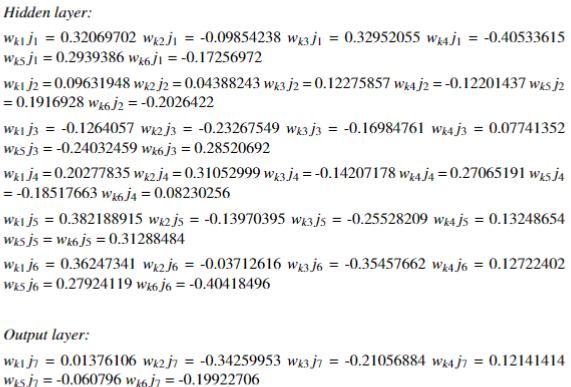 Hidden layer:
wk1j1 = 0.32069702 wk2j1 = -0.09854238 wk3j1 = 0.32952055 wk4j1 = -0.40533615
wk5j1 = 0.2939386 wk6j1 = -0.17256972
wk1j2 = 0.09631948 wk2j2 = 0.04388243 wk3j2 = 0.12275857 wk4j2 = -0.12201437 wk5j2
= 0.1916928 wk6j2 = -0.2026422
wk1j3 = -0.1264057 wk2j3 = -0.23267549 wk3j3 = -0.16984761 wk4j3 = 0.07741352
wk5j3 = -0.24032459 wk6j3 = 0.28520692
wk1j4 = 0.20277835 wk2j4 = 0.31052999 wk3j4 = -0.14207178 wk4j4 = 0.27065191 wk5j4
= -0.18517663 wk6j4 = 0.08230256
wk1j5 = 0.382188915 wk2j5 = -0.13970395 wk3j5 = -0.25528209 wk4j5 = 0.13248654
wk5j5 = wk6j5 = 0.31288484
wk1j6 = 0.36247341 wk2j6 = -0.03712616 wk3j6 = -0.35457662 wk4j6 = 0.12722402
wk5j6 = 0.27924119 wk6j6 = -0.40418496
Output layer:
wk1j7 = 0.01376106 wk2j7 = -0.34259953 wk3j7 = -0.21056884 wk4j7 = 0.12141414
wk5j7 = -0.060796 wk6j7 = -0.19922706